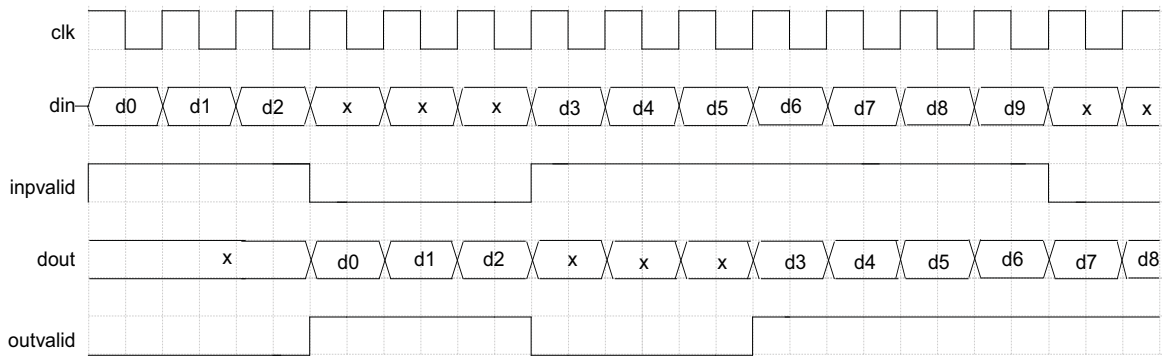 clk
din d0 d1 d2 x x x d3 d4 d5 d6 d7 d8 d9 x x
inpvalid
dout x d0 d1 d2 x x x d3 d4 d5 d6 d7 d8
outvalid